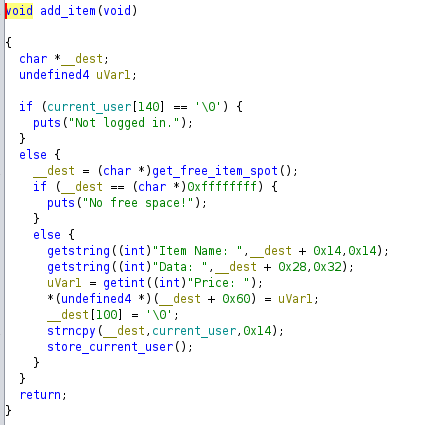 void add_item(void)
{
char *__dest;
undefined4 uVar1;
if (current_user[140] == '\0') {
puts("Not logged in.");
}
else {
__dest = (char *)get_free_item_spot();
if (__dest == (char *)0xffffffff) {
puts("No free space!");
}
else {
getstring((int)"Item Name: ",__dest + 0x14,0x14);
getstring((int)"Data: ",__dest + 0x28,0x32);
uVar1 = getint((int)"Price: ");
*(undefined4 *)(__dest + 0x60) = uVar1;
__dest[100] = '\0';
strncpy(__dest,current_user,0x14);
store_current_user();
}
}
return;
}